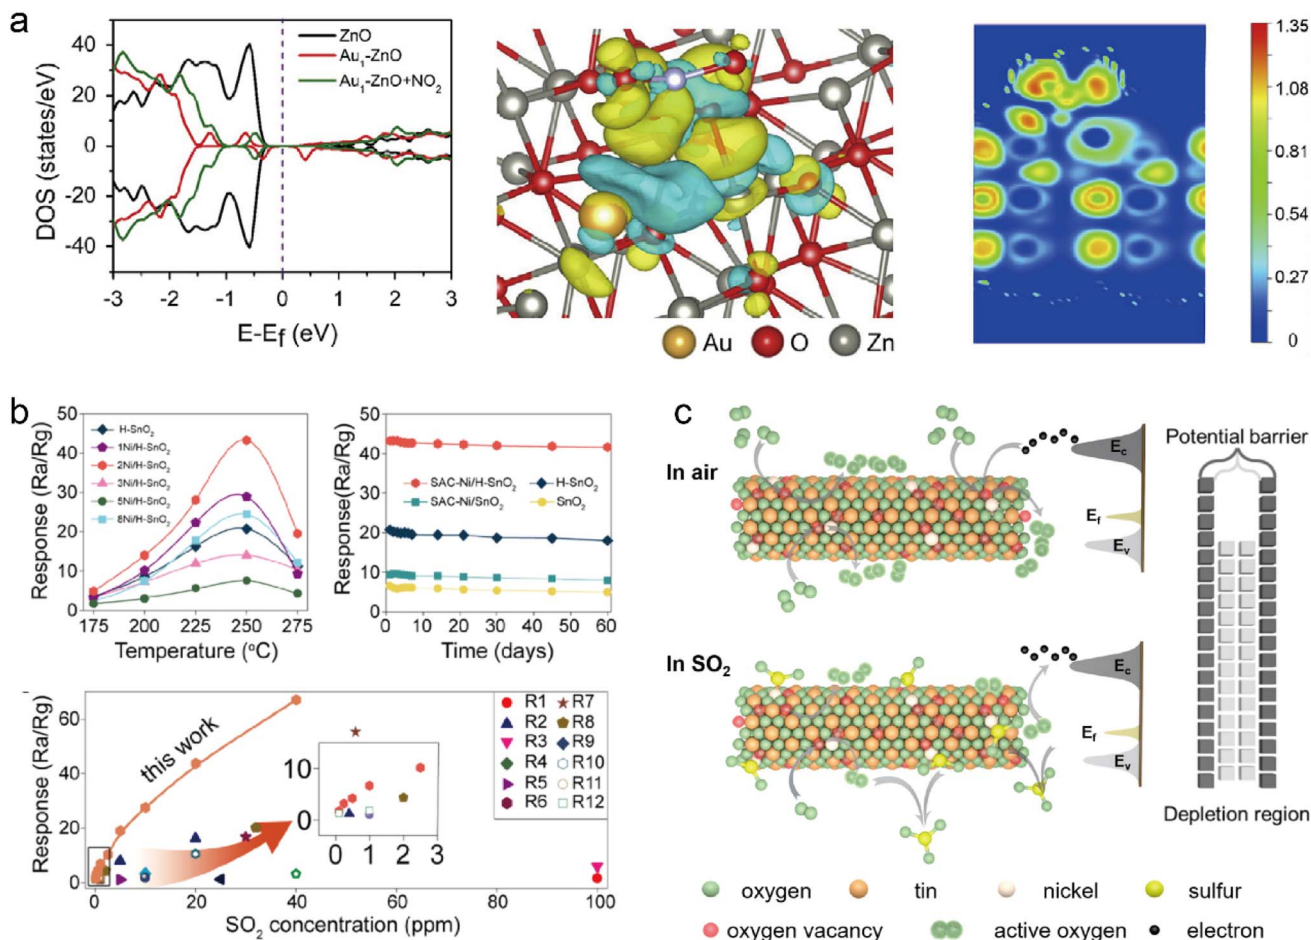 a
DOS (states/eV)
40
20
0
20
40
ZnO
Au₁-ZnO
Au₁-ZnO+NO₂
-3 -2 -1 0 1 2 3
E-Ef (eV)
Au O Zn
1.35
1.08
0.81
0.54
0.27
0
b
Response (Ra/Rg)
50
40
30
20
10
0
H-SnO₂
1Ni/H-SnO₂
2Ni/H-SnO₂
3Ni/H-SnO₂
5Ni/H-SnO₂
8Ni/H-SnO₂
175 200 225 250 275
Temperature (°C)
Response(Ra/Rg)
50
40
30
20
10
0
SAC-Ni/H-SnO₂ H-SnO₂
SAC-Ni/SnO₂ SnO₂
0 10 20 30 40 50 60
Time (days)
Response (Ra/Rg)
60
40
20
0
this work
10
0
0 1 2 3
R1 R7
R2 R8
R3 R9
R4 R10
R5 R11
R6 R12
0 20 40 60 80 100
SO₂ concentration (ppm)
c
In air
Ec
Ef
Ev
Potential barrier
In SO₂
Ec
Ef
Ev
Depletion region
oxygen tin nickel sulfur
oxygen vacancy active oxygen electron